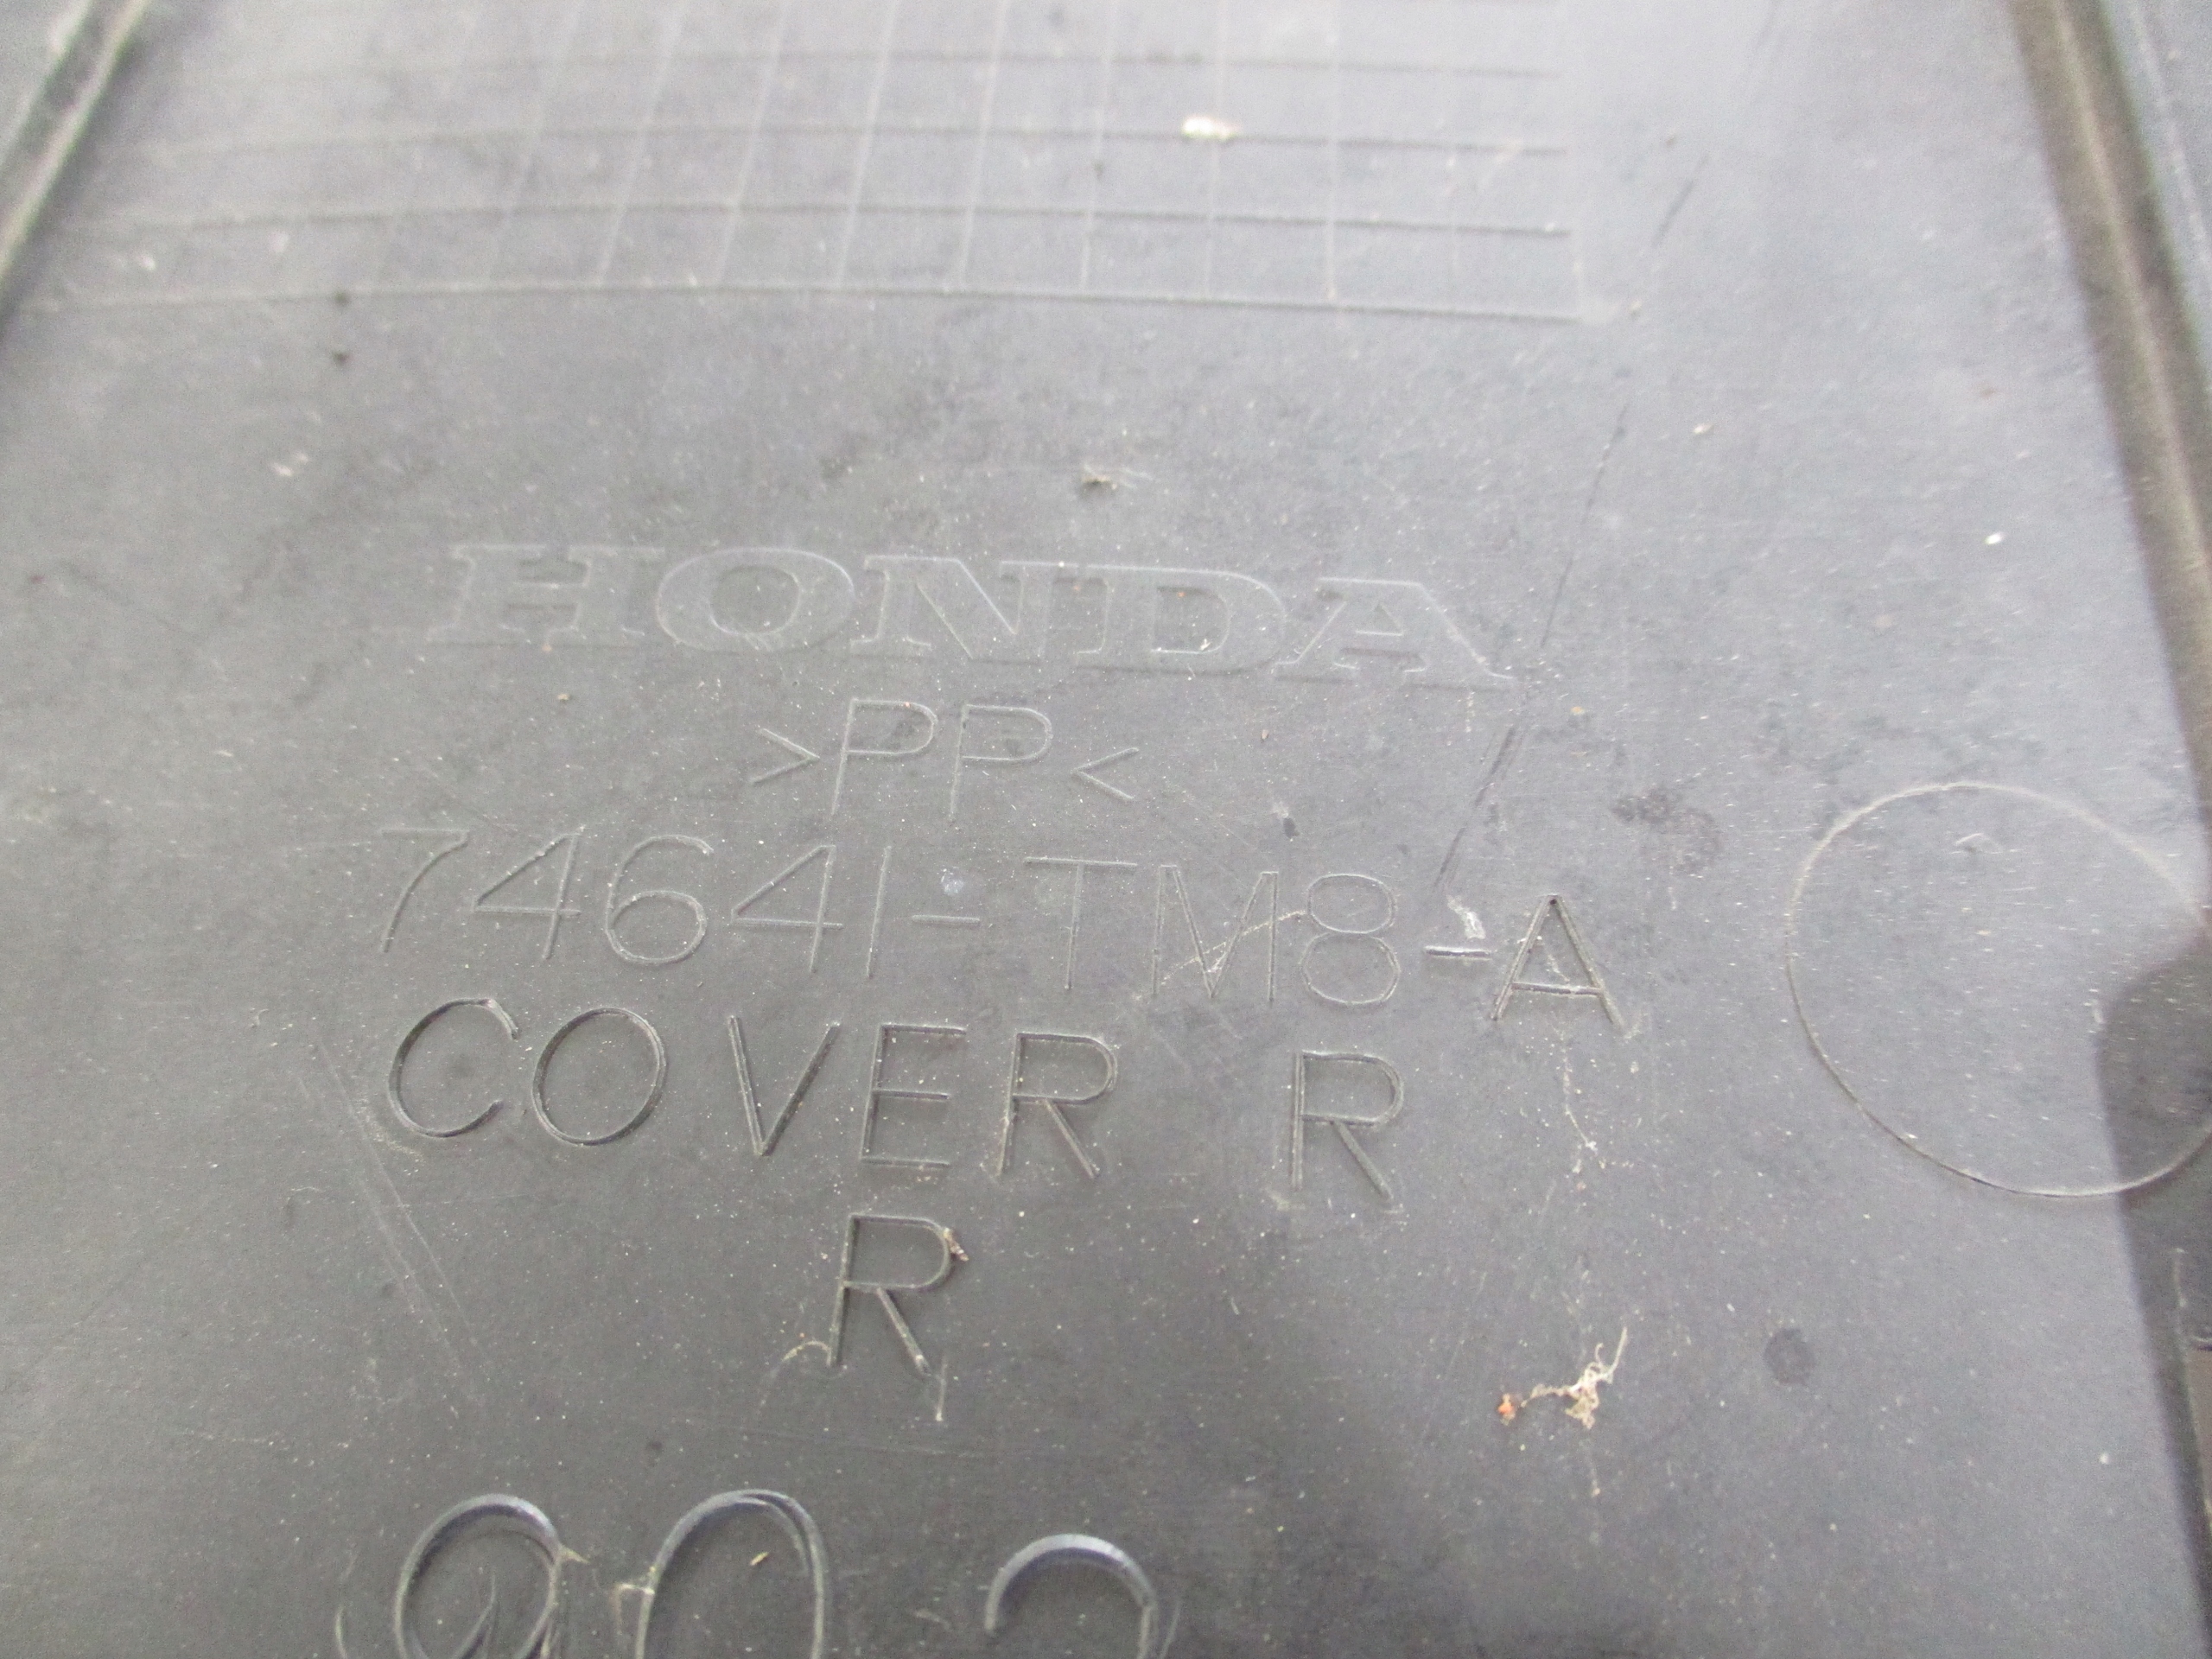 HONDA
>PP<
74641-TM8-A
COVER R
R